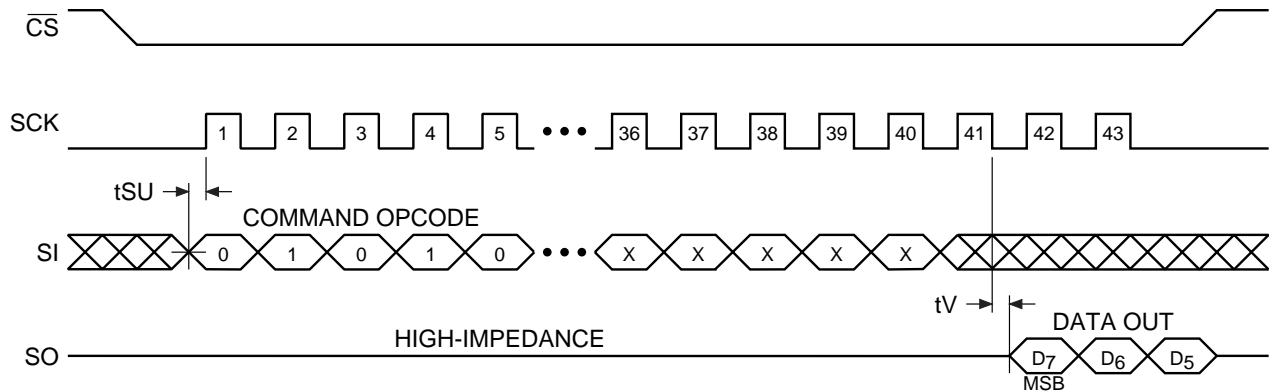 CS
SCK
1 2 3 4 5 ••• 36 37 38 39 40 41 42 43
tSU
COMMAND OPCODE
SI
0 1 0 1 0 ••• X X X X X
tV
HIGH-IMPEDANCE
DATA OUT
SO
D7 D6 D5
MSB